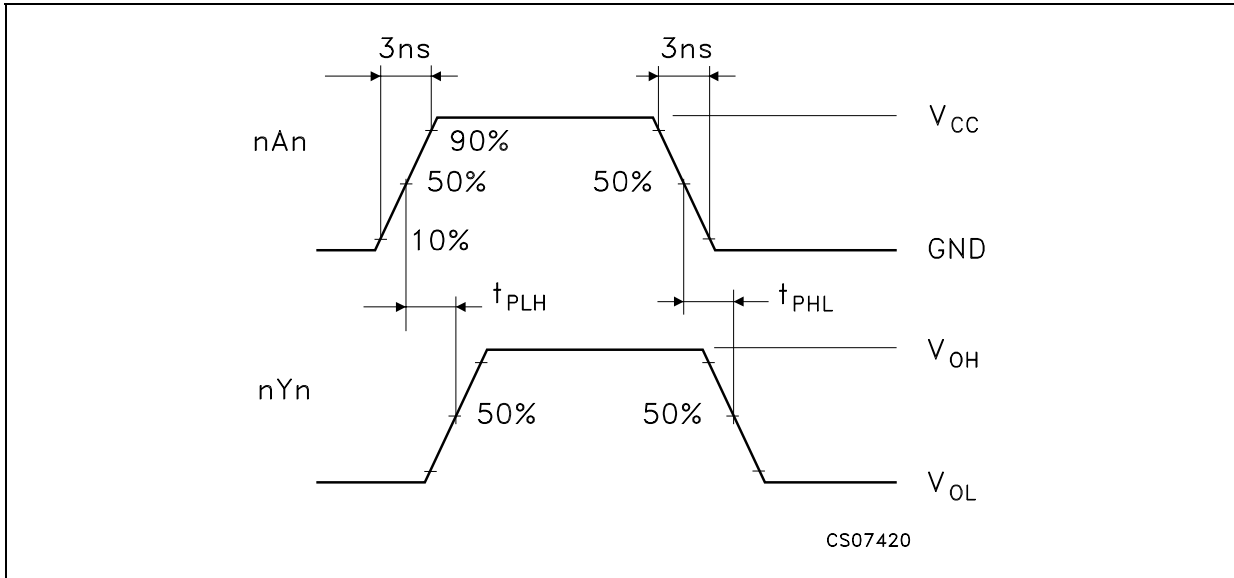 3ns 3ns
V_CC
nAn
90%
50% 50%
10%
GND
t_PLH t_PHL
V_OH
nYn
50% 50%
V_OL
CS07420